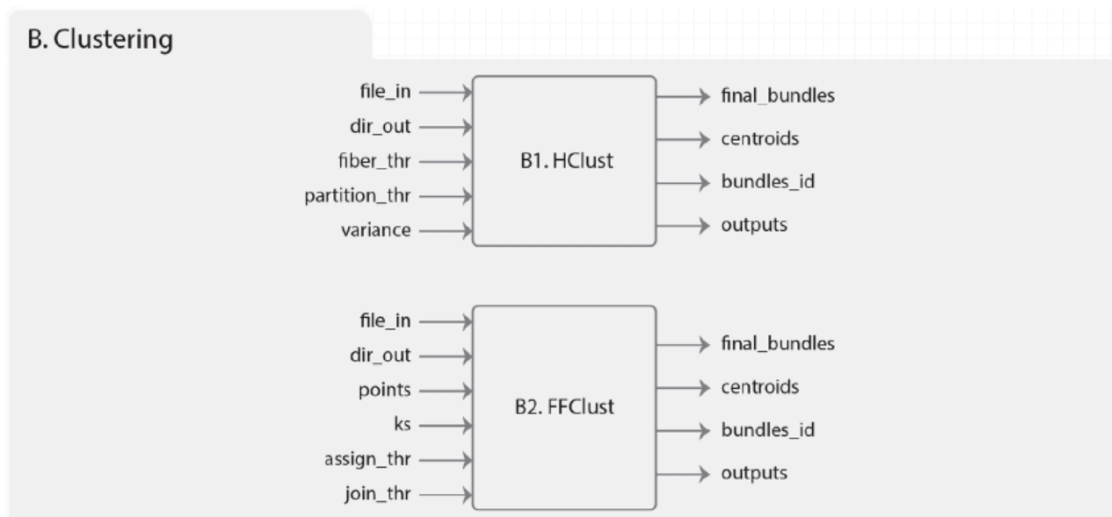 B. Clustering
file_in
dir_out
fiber_thr
partition_thr
variance
B1. HClust
final_bundles
centroids
bundles_id
outputs
file_in
dir_out
points
ks
assign_thr
join_thr
B2. FFClust
final_bundles
centroids
bundles_id
outputs